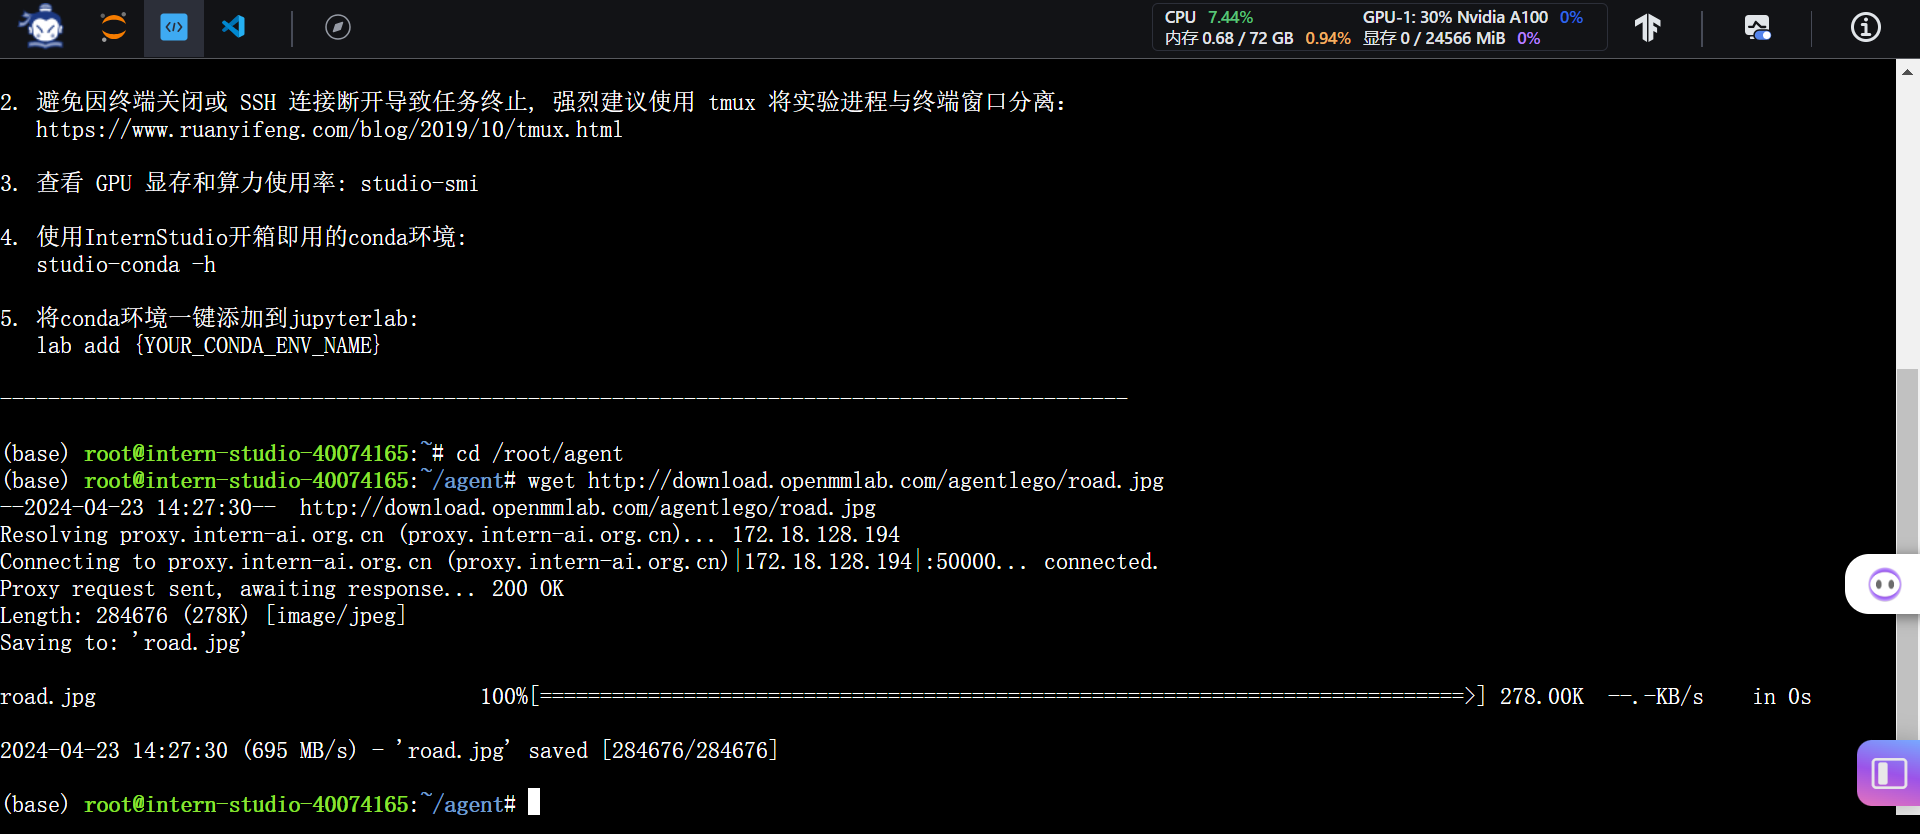 CPU 7.44% GPU-1: 30% Nvidia A100 0%
内存 0.68 / 72 GB 0.94% 显存 0 / 24566 MiB 0%
2. 避免因终端关闭或 SSH 连接断开导致任务终止, 强烈建议使用 tmux 将实验进程与终端窗口分离:
https://www.ruanyifeng.com/blog/2019/10/tmux.html
3. 查看 GPU 显存和算力使用率: studio-smi
4. 使用InternStudio开箱即用的conda环境:
studio-conda -h
5. 将conda环境一键添加到jupyterlab:
lab add {YOUR_CONDA_ENV_NAME}
----------------------------------------------------------------------------------------------
(base) root@intern-studio-40074165:~# cd /root/agent
(base) root@intern-studio-40074165:~/agent# wget http://download.openmmlab.com/agentlego/road.jpg
--2024-04-23 14:27:30--  http://download.openmmlab.com/agentlego/road.jpg
Resolving proxy.intern-ai.org.cn (proxy.intern-ai.org.cn)... 172.18.128.194
Connecting to proxy.intern-ai.org.cn (proxy.intern-ai.org.cn)|172.18.128.194|:50000... connected.
Proxy request sent, awaiting response... 200 OK
Length: 284676 (278K) [image/jpeg]
Saving to: 'road.jpg'
road.jpg 100%[=============================================================================>] 278.00K --.-KB/s in 0s
2024-04-23 14:27:30 (695 MB/s) - 'road.jpg' saved [284676/284676]
(base) root@intern-studio-40074165:~/agent#